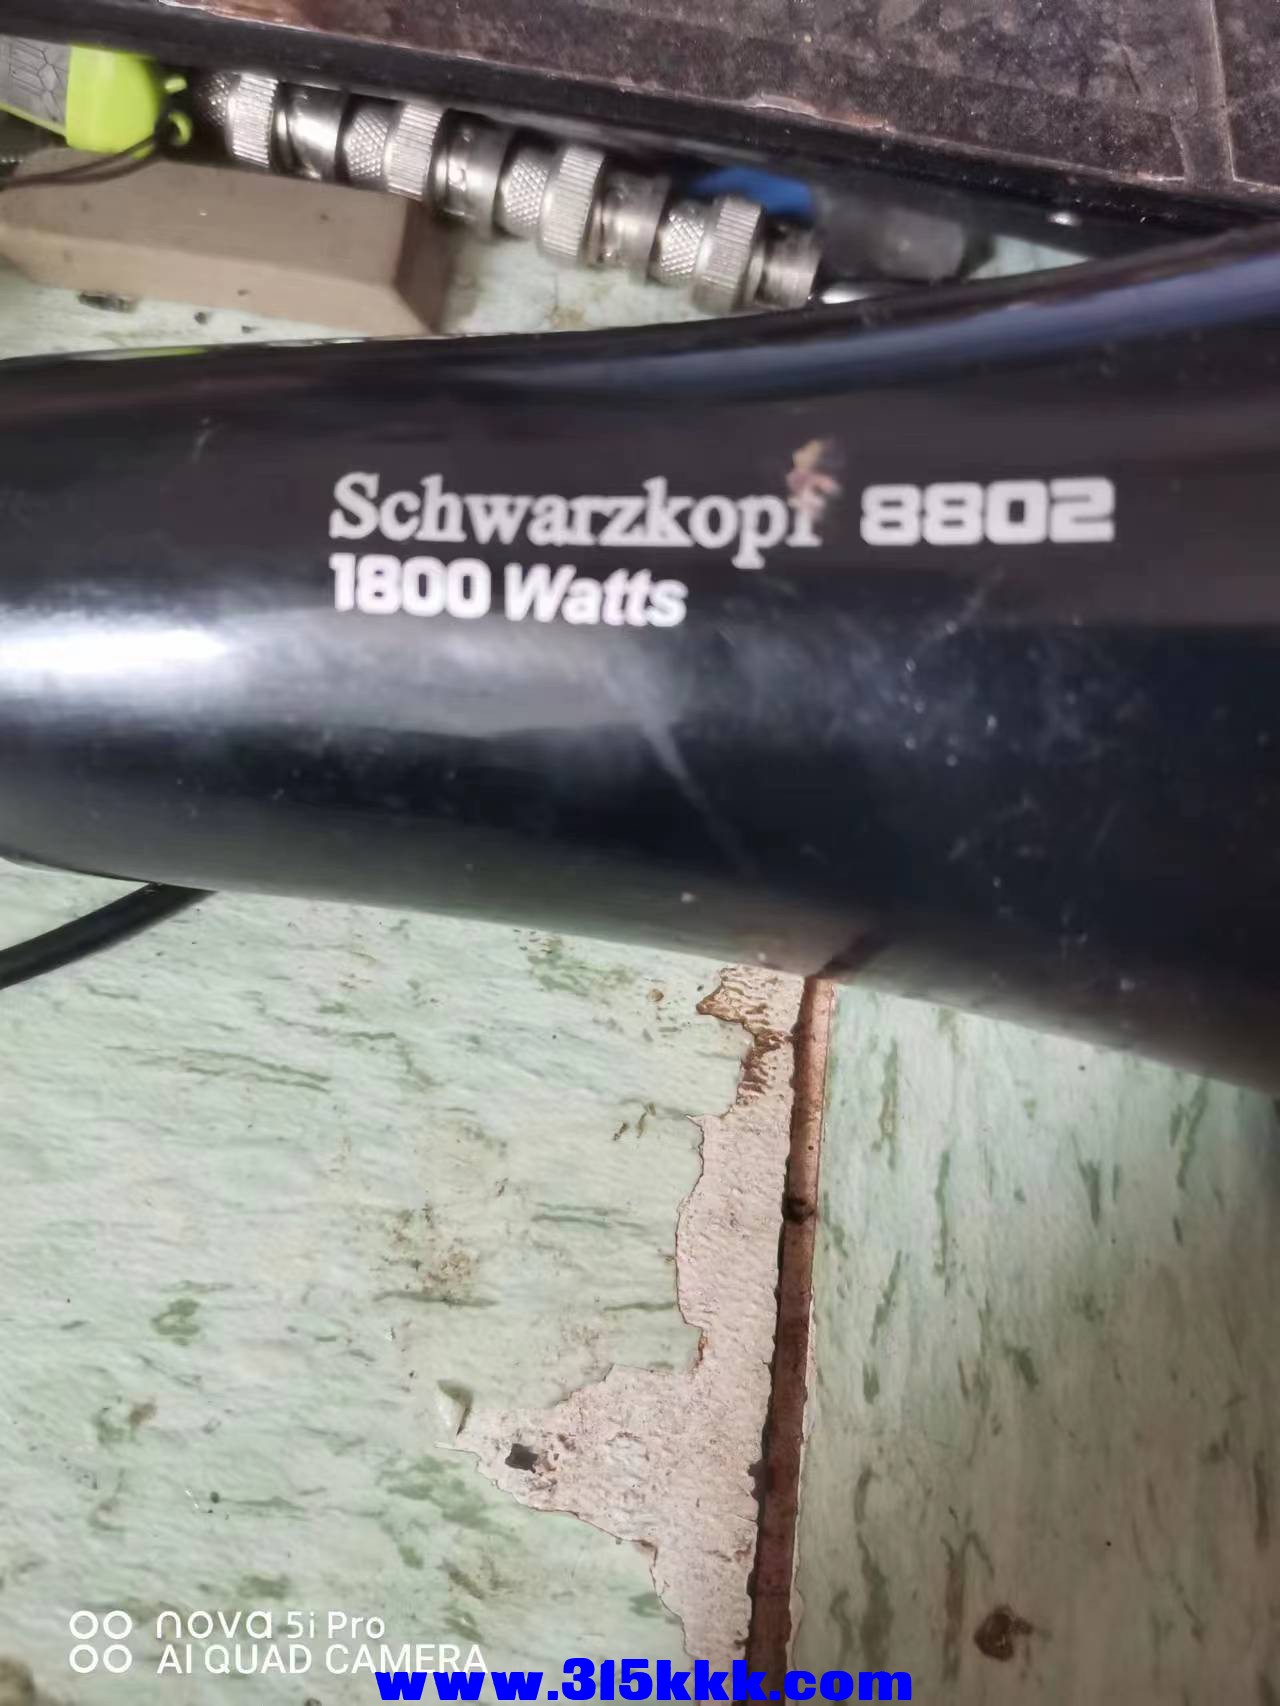 Schwarzkopf 8802
1800 Watts
nova 5i Pro
AI QUAD CAMERA
www.315kkk.com